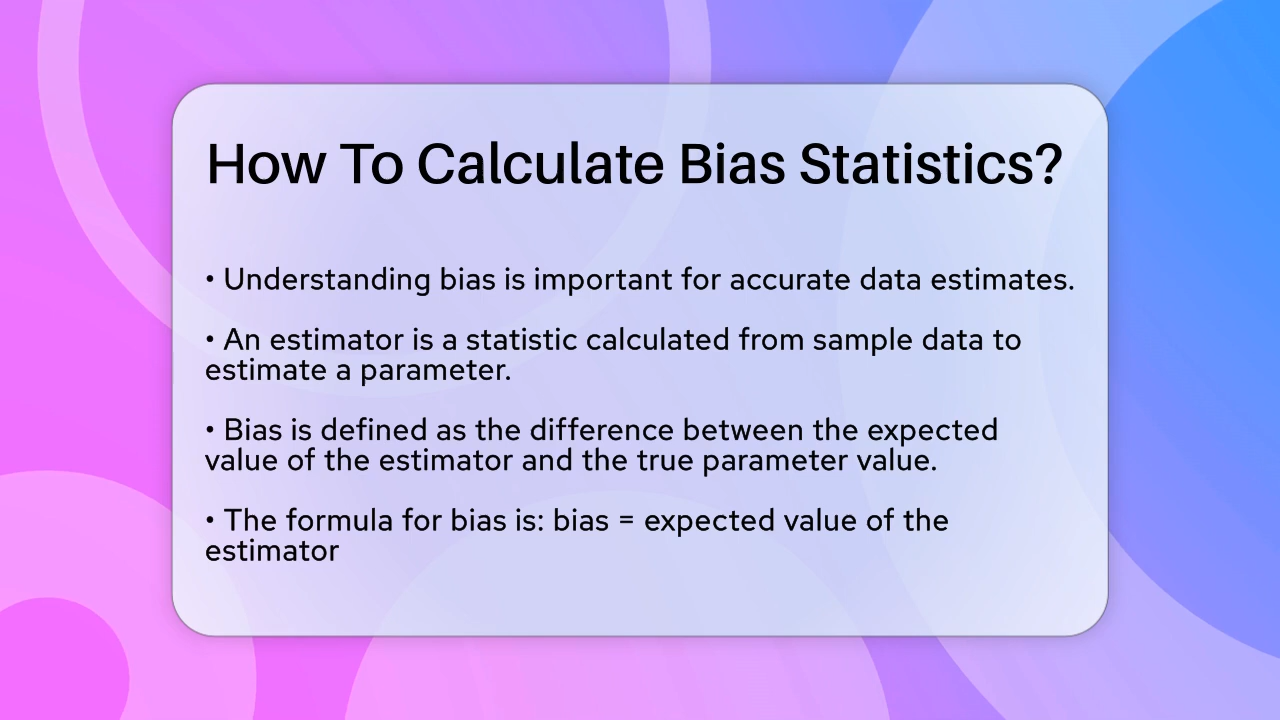 How To Calculate Bias Statistics?
• Understanding bias is important for accurate data estimates.
• An estimator is a statistic calculated from sample data to
estimate a parameter.
• Bias is defined as the difference between the expected
value of the estimator and the true parameter value.
• The formula for bias is: bias = expected value of the
estimator